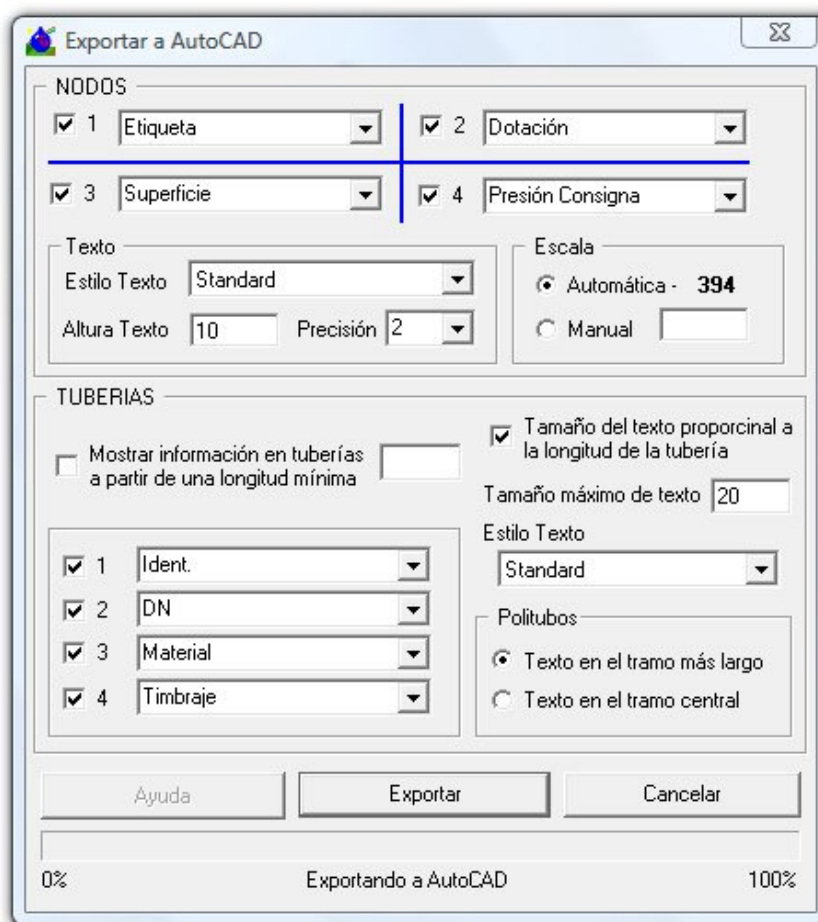 Exportar a AutoCAD
NODOS
1 Etiqueta
2 Dotación
3 Superficie
4 Presión Consigna
Texto
Estilo Texto Standard
Altura Texto 10 Precisión 2
Escala
Automática - 394
Manual
TUBERIAS
Mostrar información en tuberías
a partir de una longitud mínima
Tamaño del texto proporcinal a
la longitud de la tubería
Tamaño máximo de texto 20
Estilo Texto
Standard
1 Ident.
2 DN
3 Material
4 Timbraje
Politubos
Texto en el tramo más largo
Texto en el tramo central
Ayuda Exportar Cancelar
0% Exportando a AutoCAD 100%